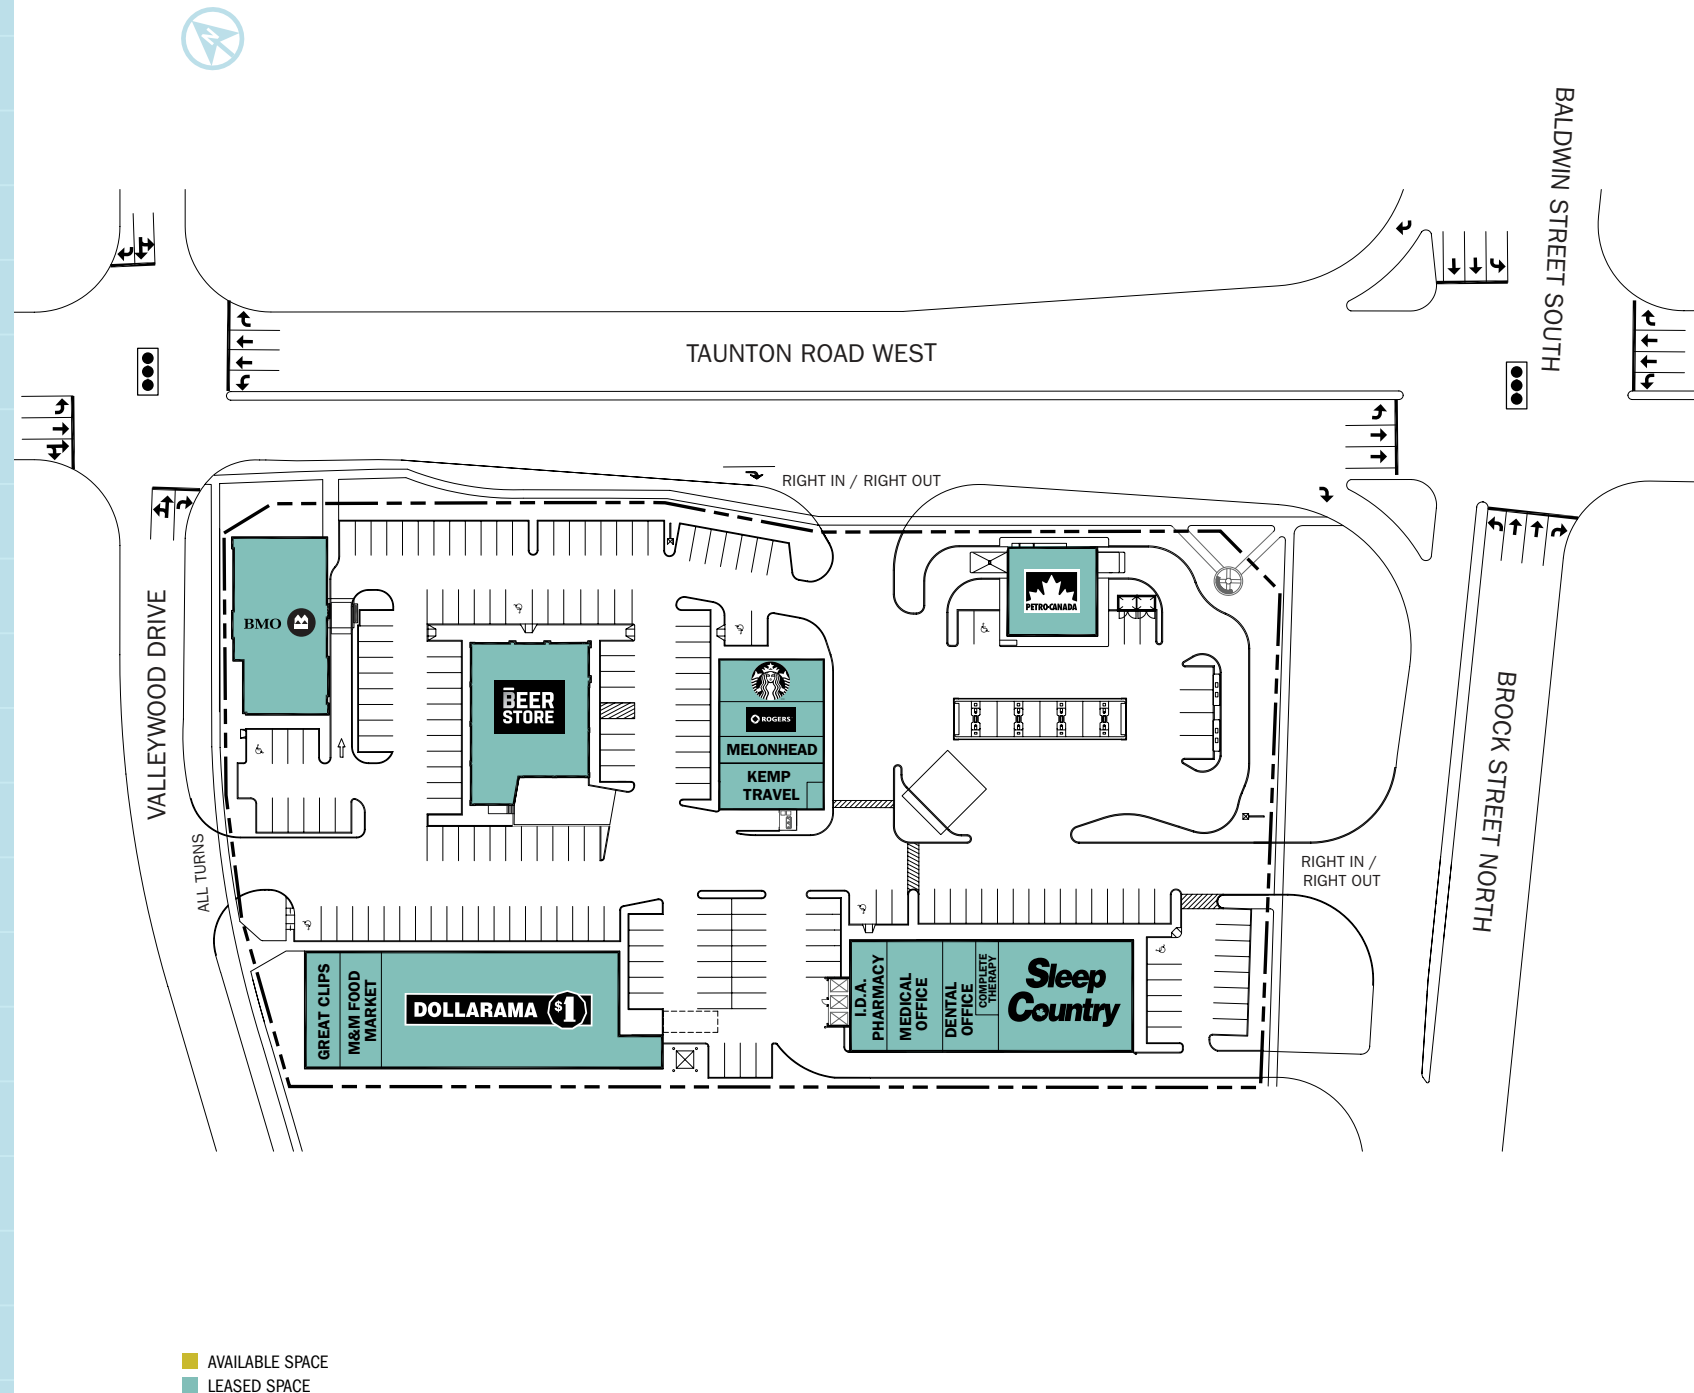 N
BALDWIN STREET SOUTH
TAUNTON ROAD WEST
RIGHT IN / RIGHT OUT
VALLEYWOOD DRIVE
ALL TURNS
BMO
BEER
STORE
ROGERS
MELONHEAD
KEMP
TRAVEL
PETRO-CANADA
BROCK STREET NORTH
RIGHT IN /
RIGHT OUT
GREAT CLIPS
M&M FOOD
MARKET
DOLLARAMA $1
I.D.A.
PHARMACY
MEDICAL
OFFICE
DENTAL
OFFICE
COMPLETE
THERAPY
Sleep
Country
AVAILABLE SPACE
LEASED SPACE